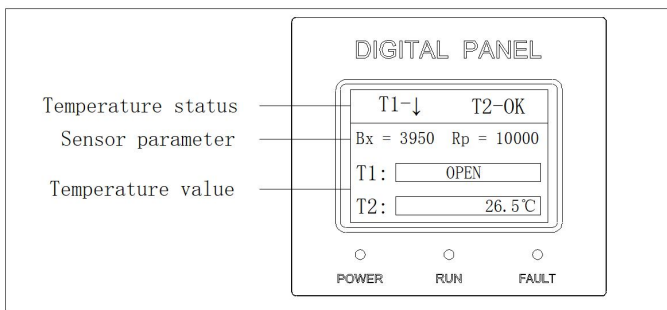 DIGITAL PANEL
Temperature status
T1-↓ T2-OK
Sensor parameter
Bx = 3950 Rp = 10000
T1: OPEN
Temperature value
T2: 26.5℃
POWER RUN FAULT